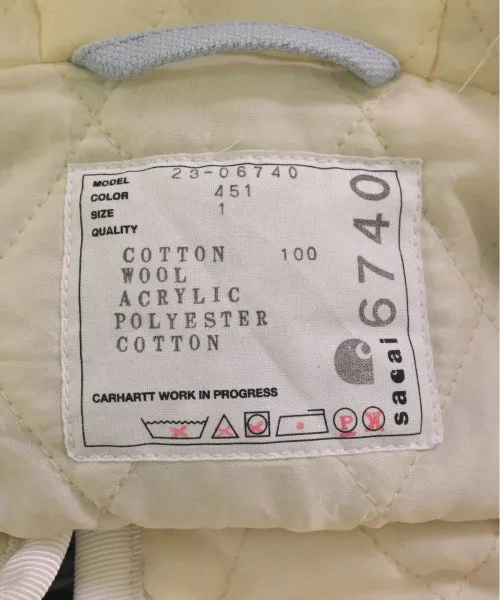 MODEL 23-06740
COLOR 451
SIZE 1
QUALITY
COTTON 100
WOOL
ACRYLIC
POLYESTER
COTTON
CARHARTT WORK IN PROGRESS
P W
sacai 6740